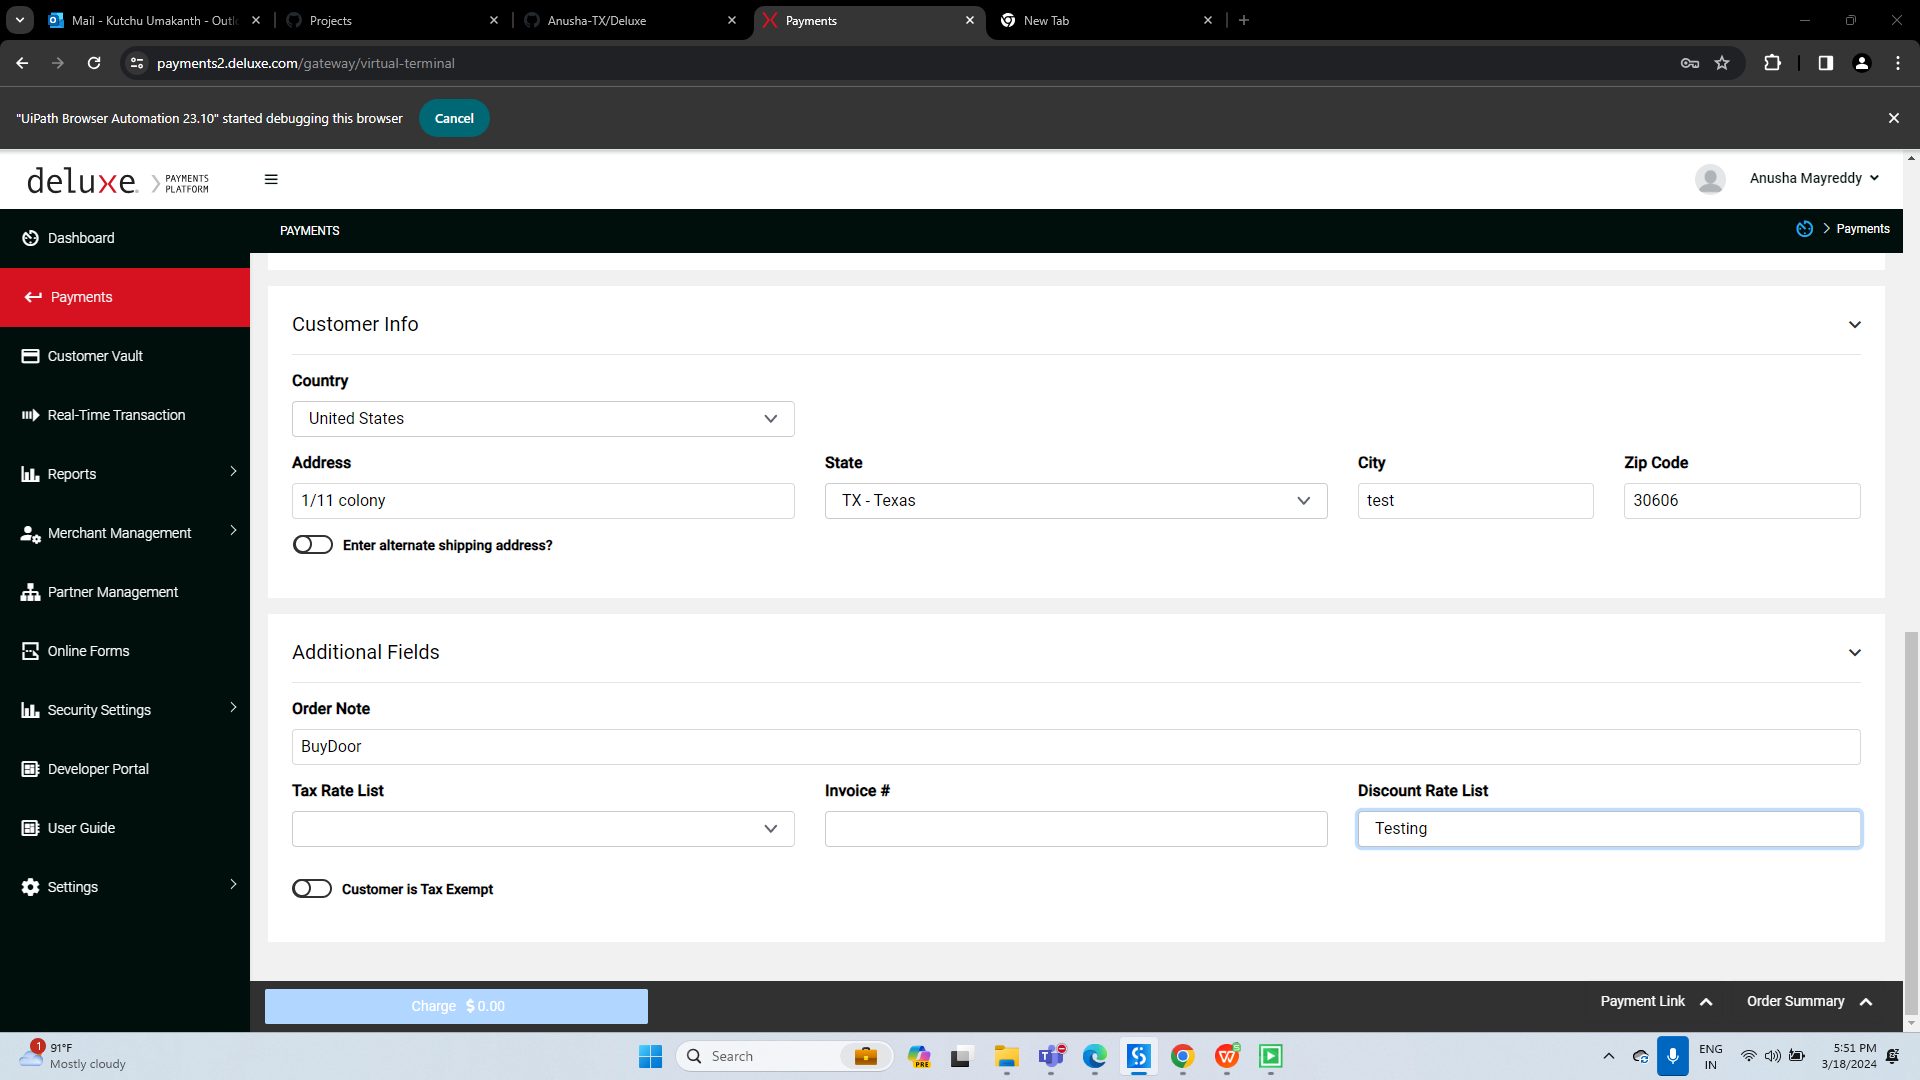 Mail - Kutchu Umakanth - Outl
Projects
Anusha-TX/Deluxe
Payments
New Tab
payments2.deluxe.com/gateway/virtual-terminal
"UiPath Browser Automation 23.10" started debugging this browser
Cancel
deluxe.
PAYMENTS
PLATFORM
Anusha Mayreddy
Dashboard
Payments
Customer Vault
Real-Time Transaction
Reports
Merchant Management
Partner Management
Online Forms
Security Settings
Developer Portal
User Guide
Settings
PAYMENTS
Payments
Customer Info
Country
United States
Address
State
City
Zip Code
1/11 colony
TX - Texas
test
30606
Enter alternate shipping address?
Additional Fields
Order Note
BuyDoor
Tax Rate List
Invoice #
Discount Rate List
Testing
Customer is Tax Exempt
Charge $ 0.00
Payment Link
Order Summary
1
91°F
Mostly cloudy
Search
PRE
ENG
IN
5:51 PM
3/18/2024